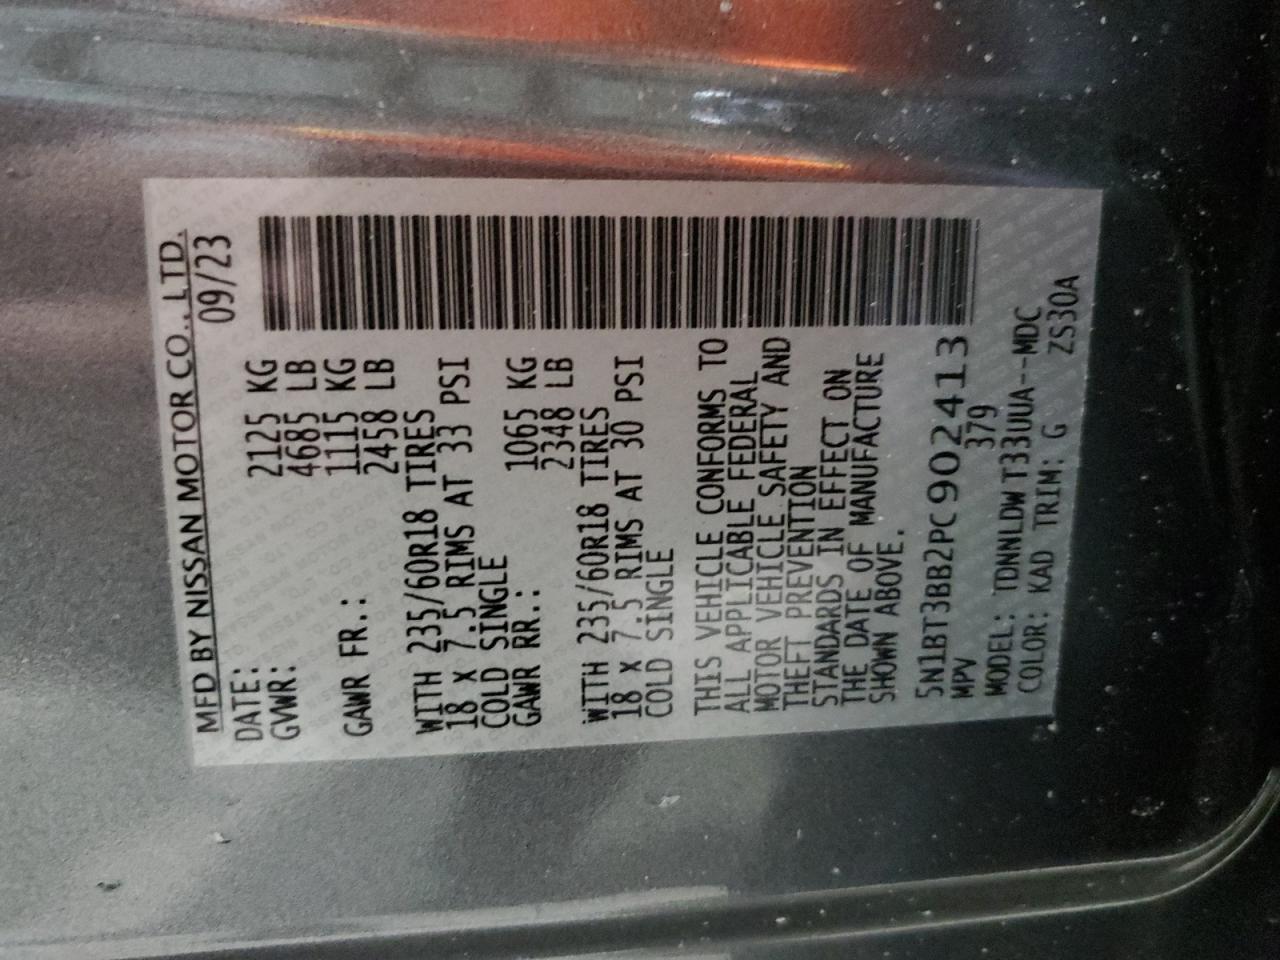 MFD BY NISSAN MOTOR CO., LTD.
DATE: 09/23
GVWR: 2125 KG
4685 LB
GAWR FR.: 1115 KG
2458 LB
WITH 235/60R18 TIRES
18 X 7.5 RIMS AT 33 PSI
COLD SINGLE
GAWR RR.: 1065 KG
2348 LB
WITH 235/60R18 TIRES
18 X 7.5 RIMS AT 30 PSI
COLD SINGLE
THIS VEHICLE CONFORMS TO
ALL APPLICABLE FEDERAL
MOTOR VEHICLE SAFETY AND
THEFT PREVENTION
STANDARDS IN EFFECT ON
THE DATE OF MANUFACTURE
SHOWN ABOVE.
5N1BT3BB2PC902413
MPV 379
MODEL: TDNNLDWT33UUA--MDC
COLOR: KAD TRIM: G ZS30A